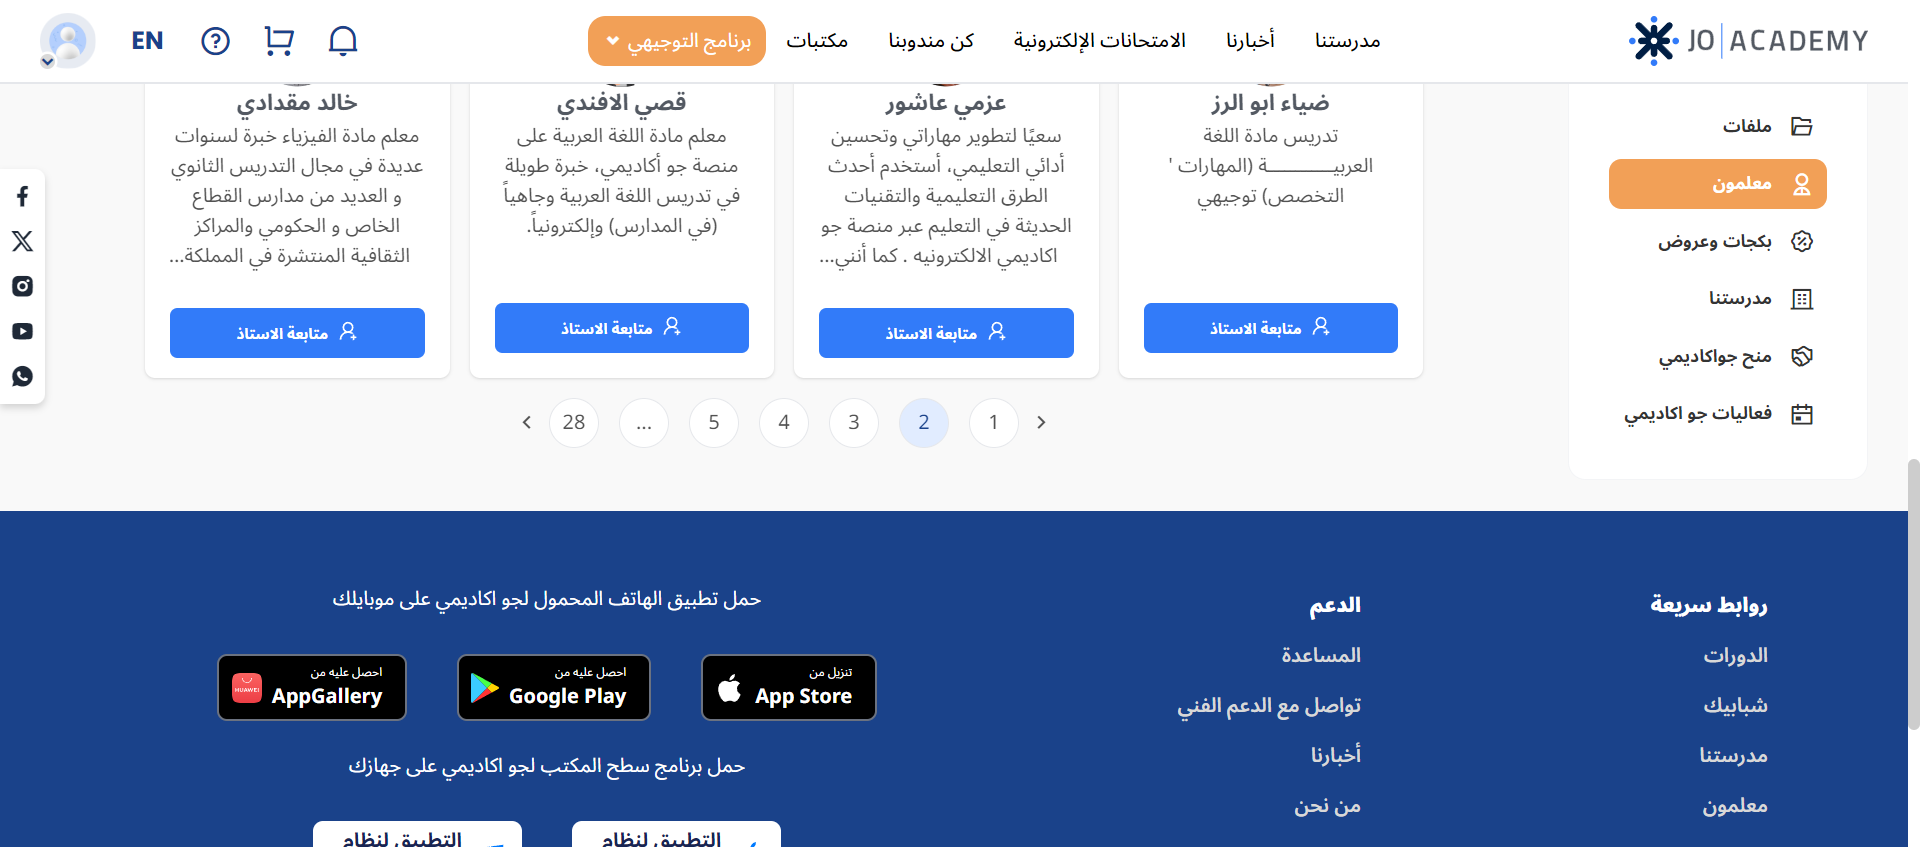 JO ACADEMY
مدرستنا
أخبارنا
الامتحانات الإلكترونية
كن مندوبنا
مكتبات
برنامج التوجيهي
EN
ملفات
معلمون
بكجات وعروض
مدرستنا
منح جواكاديمي
فعاليات جو اكاديمي
ضياء ابو الرز
تدريس مادة اللغة
العربيـــــــــــة (المهارات '
التخصص) توجيهي
متابعة الاستاذ
عزمي عاشور
سعيًا لتطوير مهاراتي وتحسين
أدائي التعليمي، أستخدم أحدث
الطرق التعليمية والتقنيات
الحديثة في التعليم عبر منصة جو
اكاديمي الالكترونيه . كما أنني...
متابعة الاستاذ
قصي الافندي
معلم مادة اللغة العربية على
منصة جو أكاديمي، خبرة طويلة
في تدريس اللغة العربية وجاهياً
(في المدارس) وإلكترونياً.
متابعة الاستاذ
خالد مقدادي
معلم مادة الفيزياء خبرة لسنوات
عديدة في مجال التدريس الثانوي
و العديد من مدارس القطاع
الخاص و الحكومي والمراكز
الثقافية المنتشرة في المملكة...
متابعة الاستاذ
1 2 3 4 5 ... 28
روابط سريعة
الدورات
شبابيك
مدرستنا
معلمون
الدعم
المساعدة
تواصل مع الدعم الفني
أخبارنا
من نحن
حمل تطبيق الهاتف المحمول لجو اكاديمي على موبايلك
تنزيل من
App Store
احصل عليه من
Google Play
احصل عليه من
AppGallery
HUAWEI
حمل برنامج سطح المكتب لجو اكاديمي على جهازك
التطبيق لنظام
التطبيق لنظام